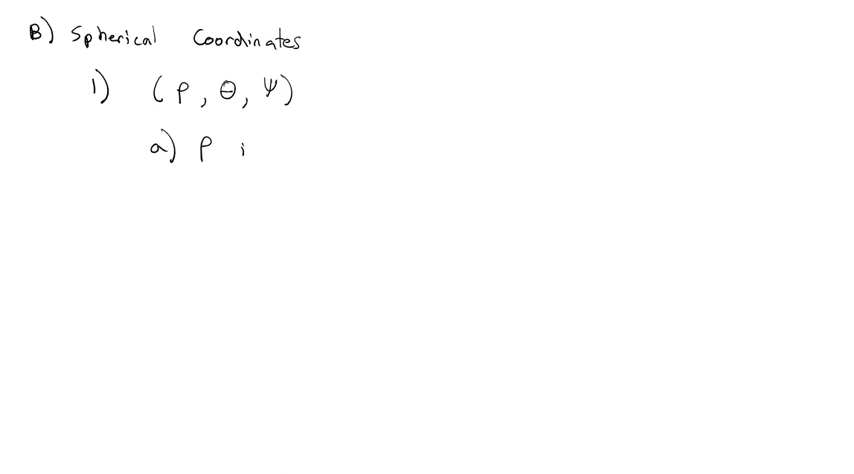 B) Spherical Coordinates
1) (ρ, θ, Ψ)
a) ρ i